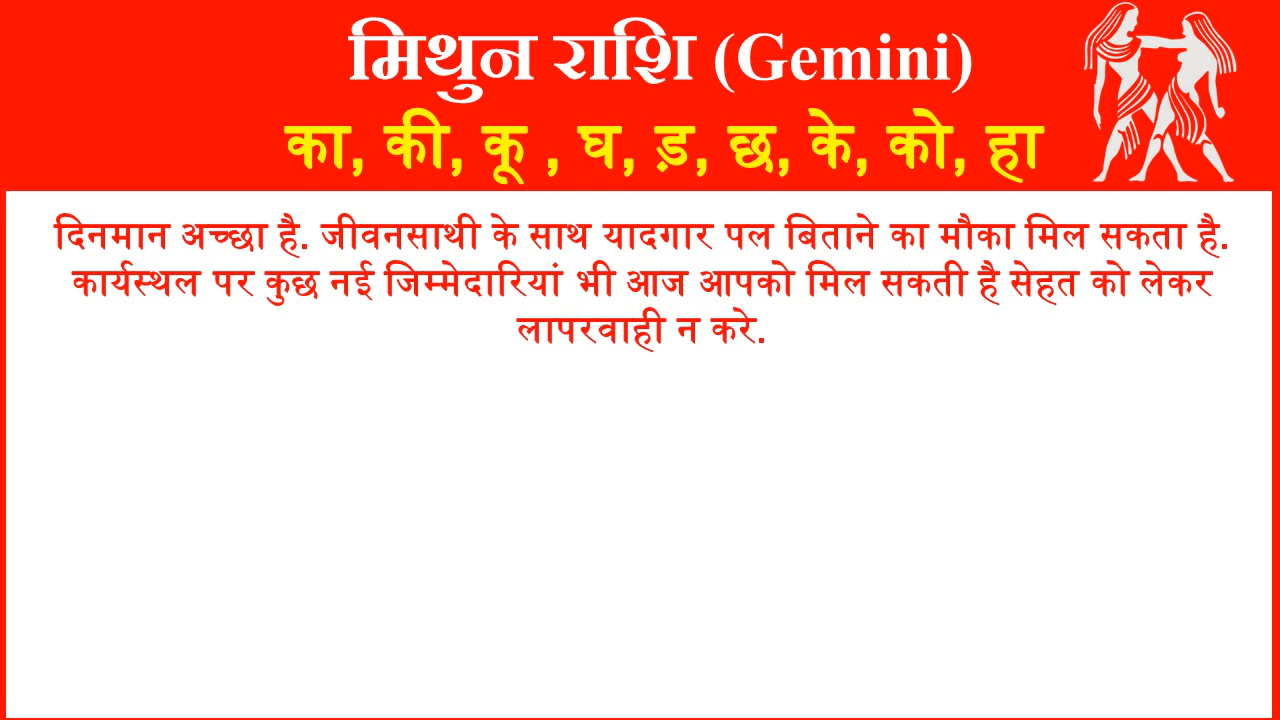 मिथुन राशि (Gemini)
का, की, कू , घ, ड़, छ, के, को, हा
दिनमान अच्छा है. जीवनसाथी के साथ यादगार पल बिताने का मौका मिल सकता है.
कार्यस्थल पर कुछ नई जिम्मेदारियां भी आज आपको मिल सकती है सेहत को लेकर
लापरवाही न करे.